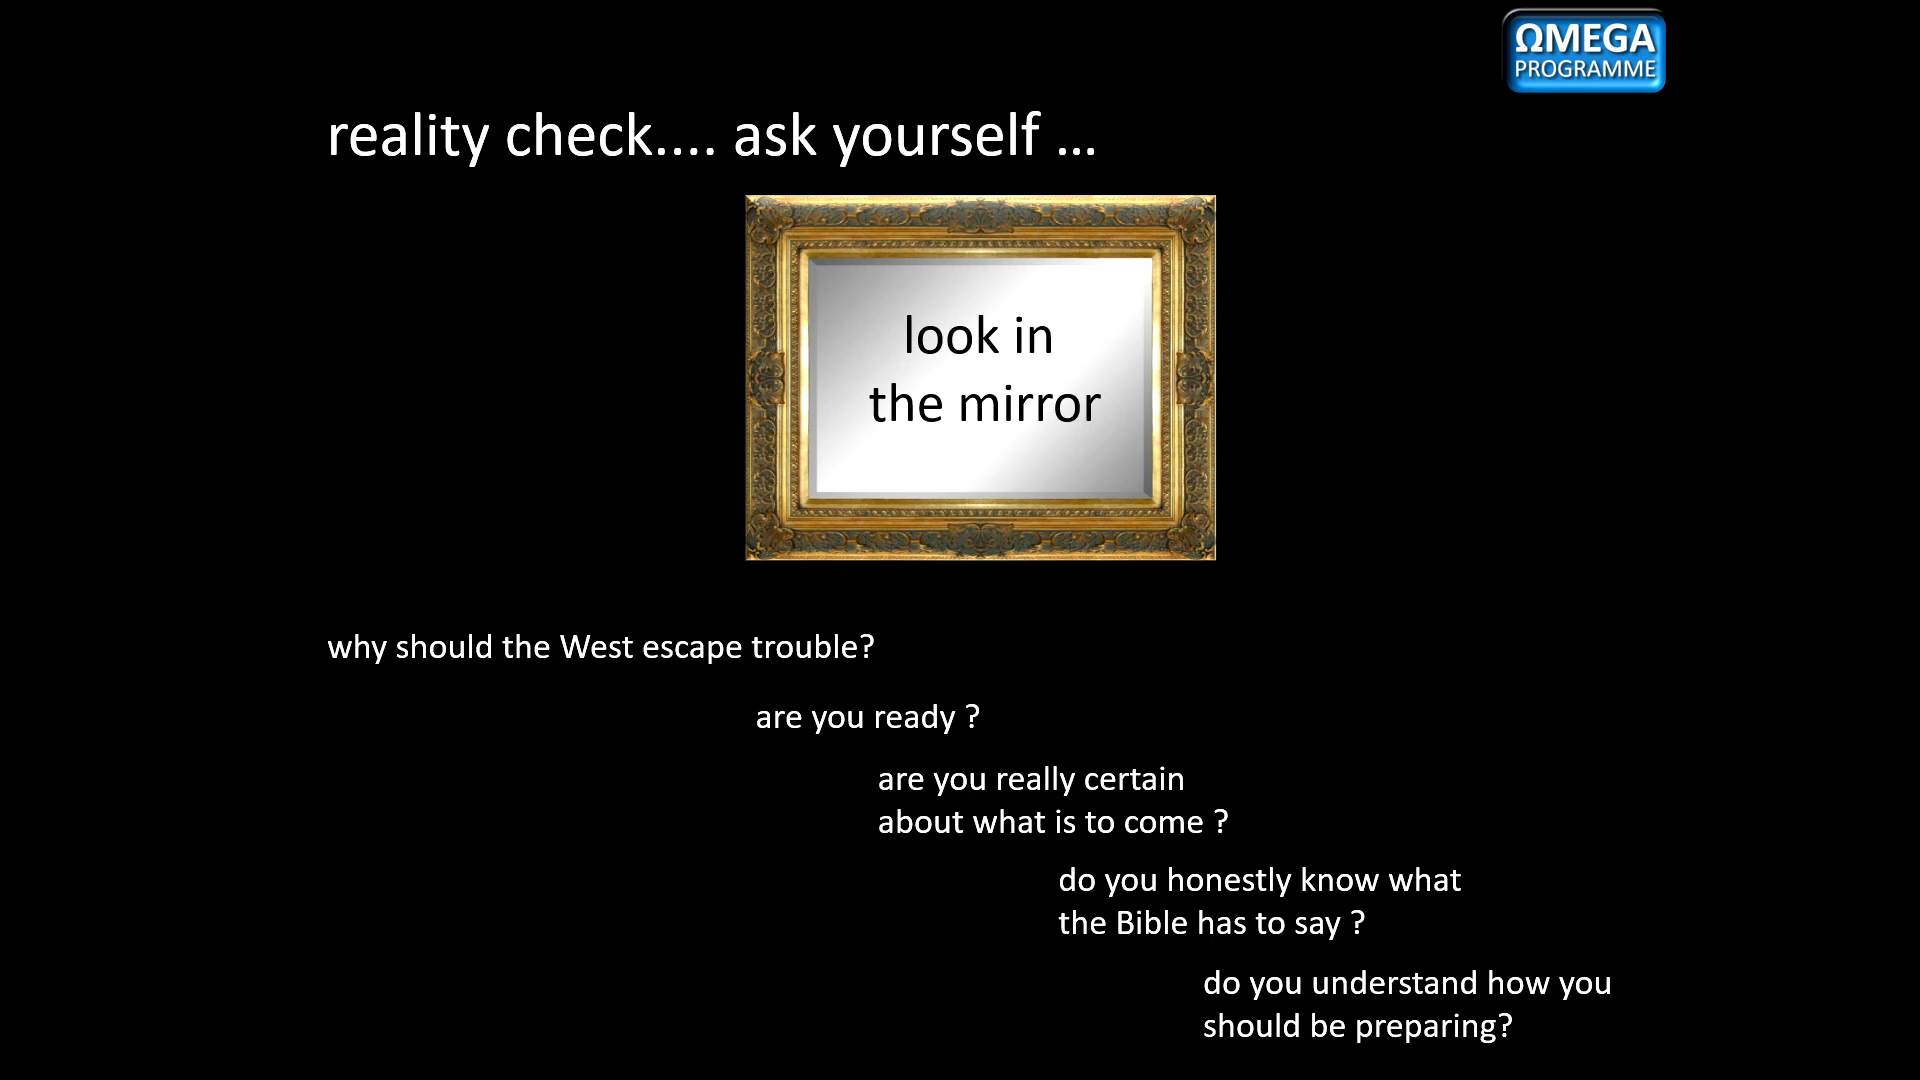 ΩMEGA
PROGRAMME
reality check.... ask yourself ...
look in
the mirror
why should the West escape trouble?
are you ready ?
are you really certain
about what is to come ?
do you honestly know what
the Bible has to say ?
do you understand how you
should be preparing?